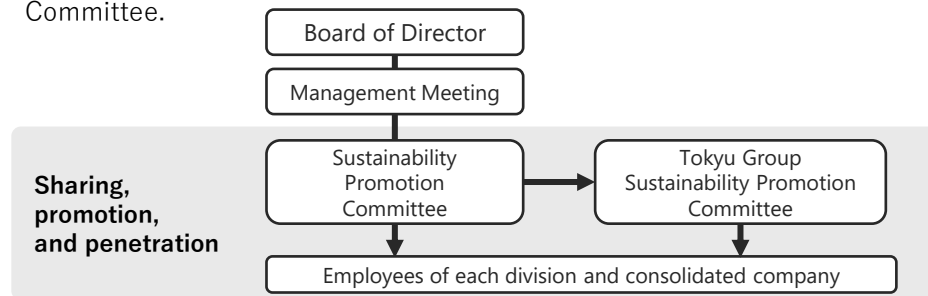 Committee.
Board of Director
Management Meeting
Sustainability
Promotion
Committee
Tokyu Group
Sustainability Promotion
Committee
Sharing,
promotion,
and penetration
Employees of each division and consolidated company